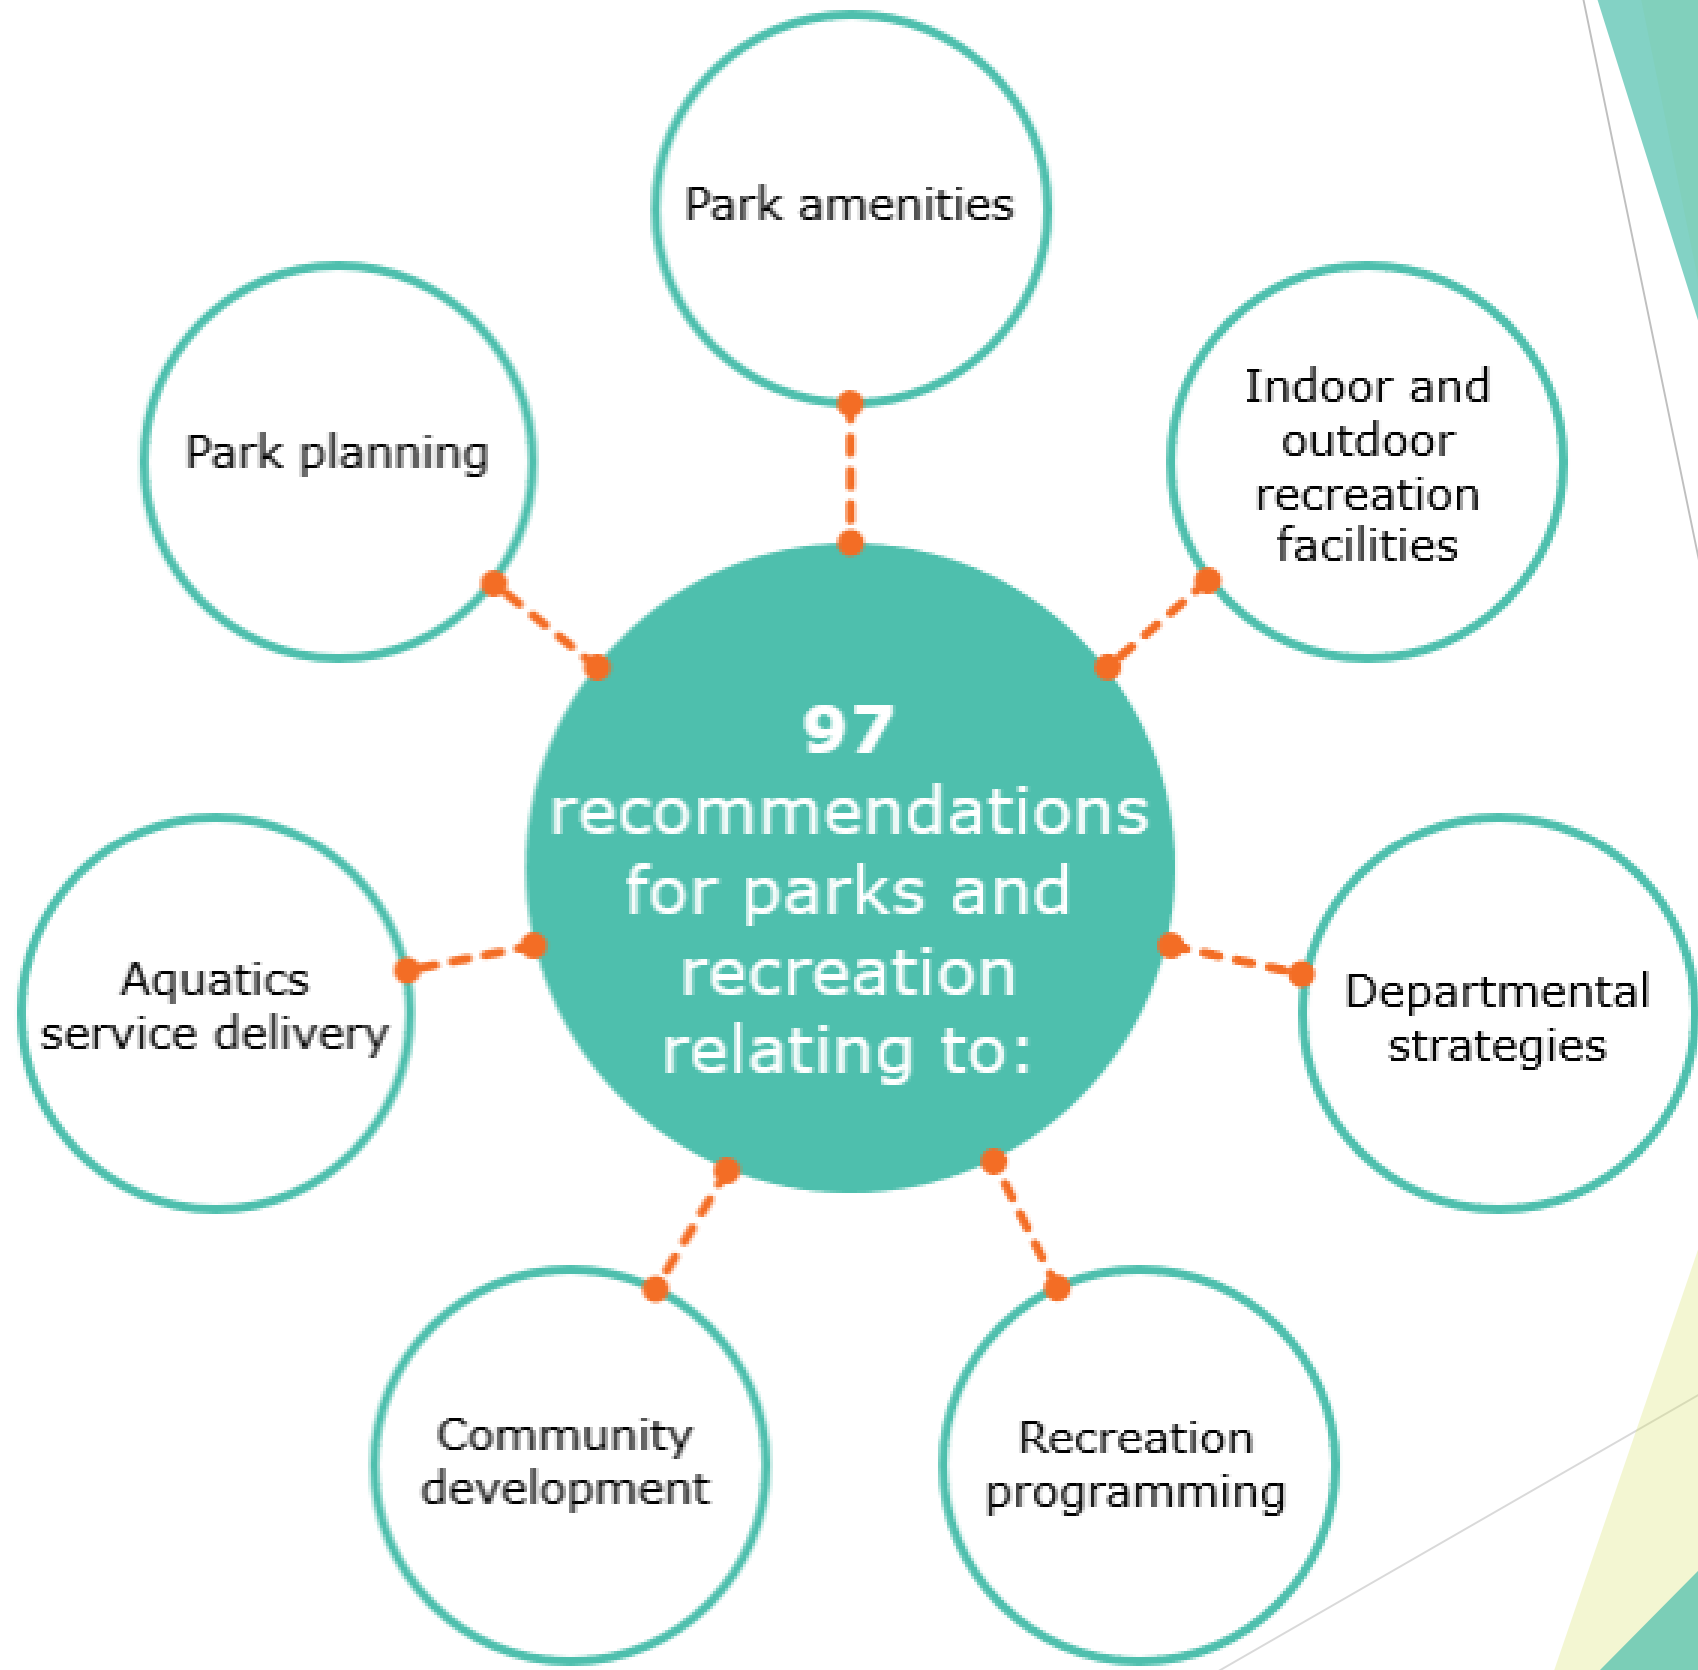 Park amenities
Indoor and
outdoor
recreation
facilities
Park planning
97
recommendations
for parks and
recreation
relating to:
Departmental
strategies
Aquatics
service delivery
Community
development
Recreation
programming